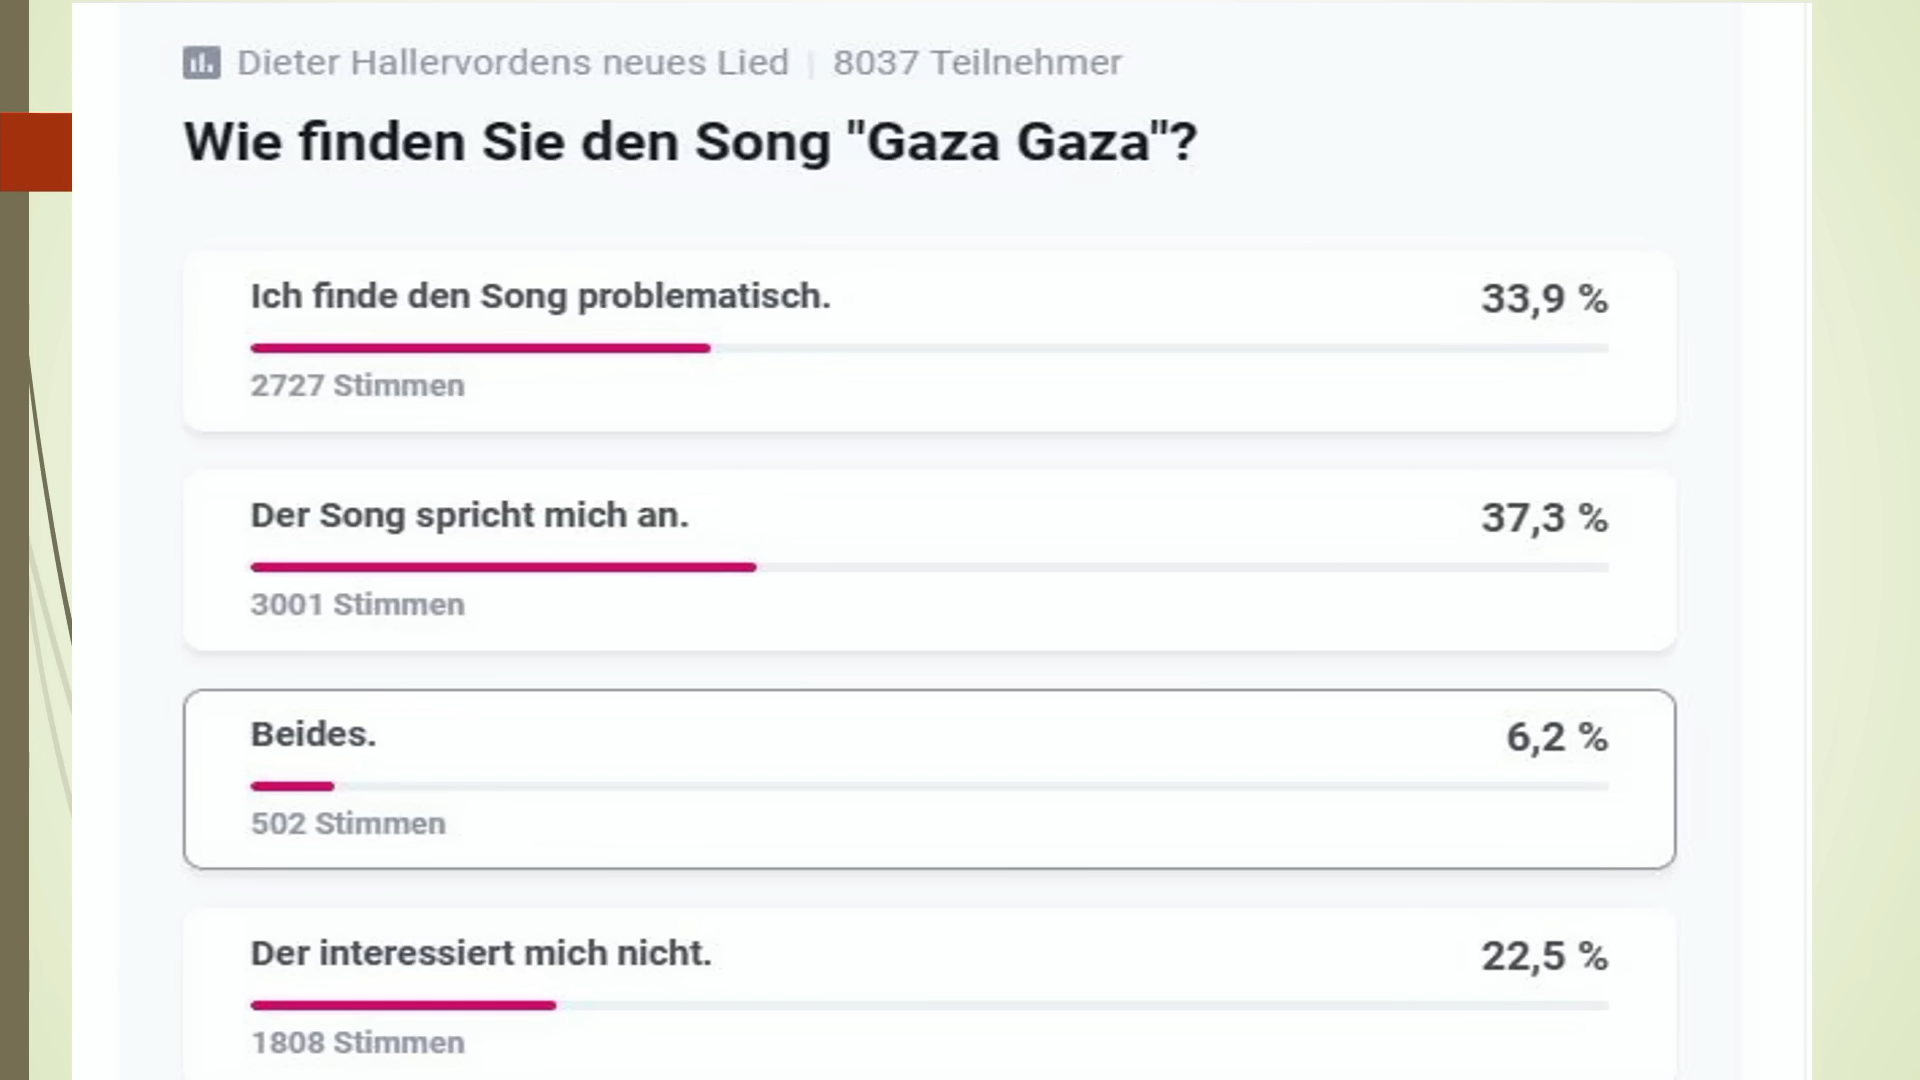 Dieter Hallervordens neues Lied | 8037 Teilnehmer
Wie finden Sie den Song "Gaza Gaza"?
Ich finde den Song problematisch. 33,9 %
2727 Stimmen
Der Song spricht mich an. 37,3 %
3001 Stimmen
Beides. 6,2 %
502 Stimmen
Der interessiert mich nicht. 22,5 %
1808 Stimmen